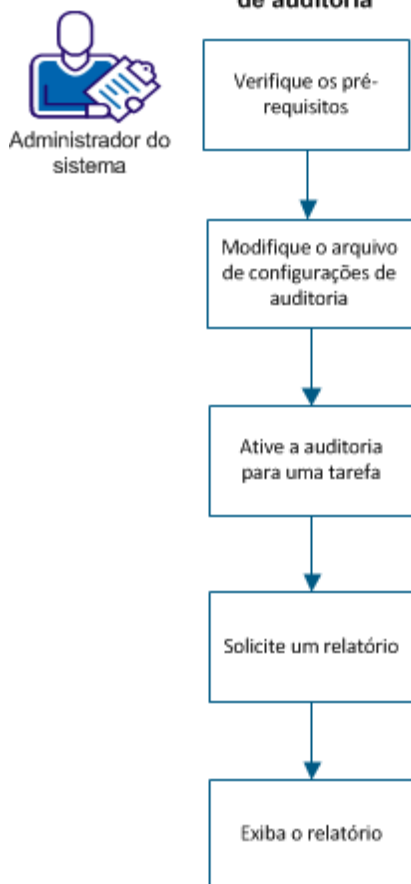 de auditoria
Administrador do
sistema
Verifique os pré-
requisitos
Modifique o arquivo
de configurações de
auditoria
Ative a auditoria
para uma tarefa
Solicite um relatório
Exiba o relatório